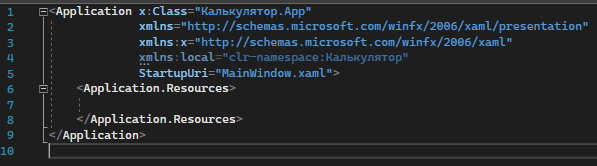 1 <Application x:Class="Калькулятор.App"
2 xmlns="http://schemas.microsoft.com/winfx/2006/xaml/presentation"
3 xmlns:x="http://schemas.microsoft.com/winfx/2006/xaml"
4 xmlns:local="clr-namespace:Калькулятор"
5 StartupUri="MainWindow.xaml">
6 <Application.Resources>
7
8 </Application.Resources>
9 </Application>
10